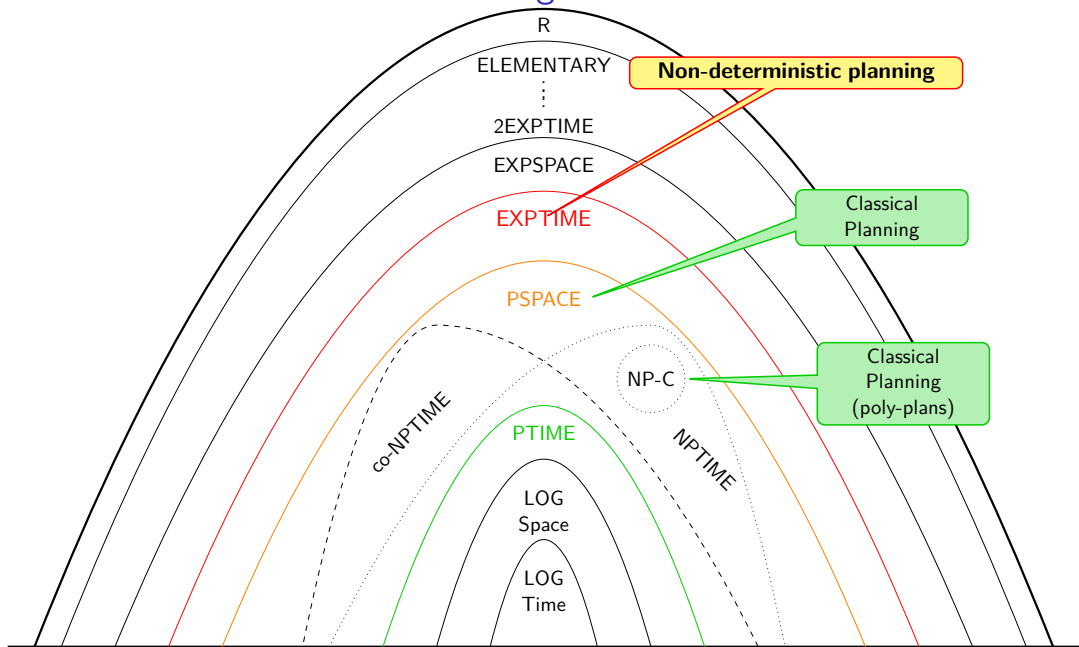 R
ELEMENTARY
Non-deterministic planning
2EXPTIME
EXPSPACE
EXPTIME
Classical
Planning
PSPACE
Classical
Planning
(poly-plans)
NP-C
co-NPTIME
PTIME
NPTIME
LOG
Space
LOG
Time